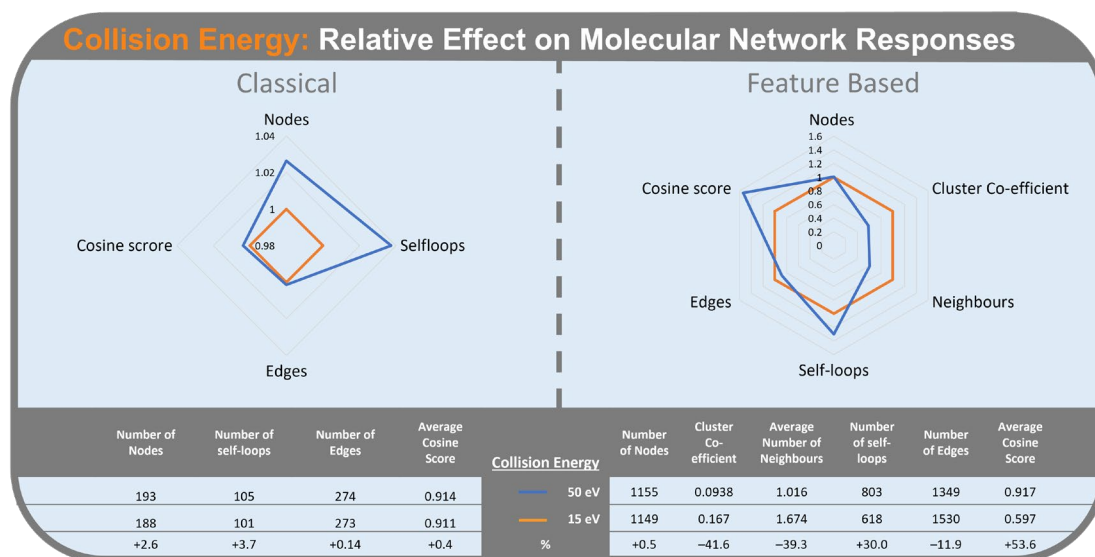 Collision Energy: Relative Effect on Molecular Network Responses
Classical
Nodes
1.04
1.02
1
0.98
Cosine scrore
Selfloops
Edges
Feature Based
Nodes
1.6
1.4
1.2
1
0.8
0.6
0.4
0.2
0
Cosine score
Cluster Co-efficient
Edges
Neighbours
Self-loops
Number of Nodes
Number of self-loops
Number of Edges
Average Cosine Score
Collision Energy
Number of Nodes
Cluster Co-efficient
Average Number of Neighbours
Number of self-loops
Number of Edges
Average Cosine Score
193 105 274 0.914 50 eV 1155 0.0938 1.016 803 1349 0.917
188 101 273 0.911 15 eV 1149 0.167 1.674 618 1530 0.597
+2.6 +3.7 +0.14 +0.4 % +0.5 –41.6 –39.3 +30.0 –11.9 +53.6